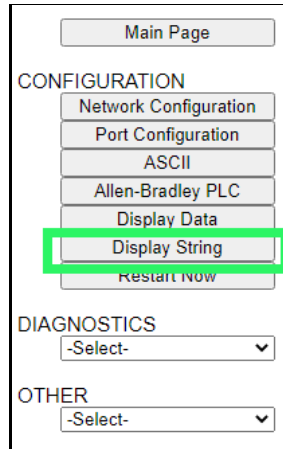 Main Page
CONFIGURATION
Network Configuration
Port Configuration
ASCII
Allen-Bradley PLC
Display Data
Display String
Restart Now
DIAGNOSTICS
-Select-
OTHER
-Select-